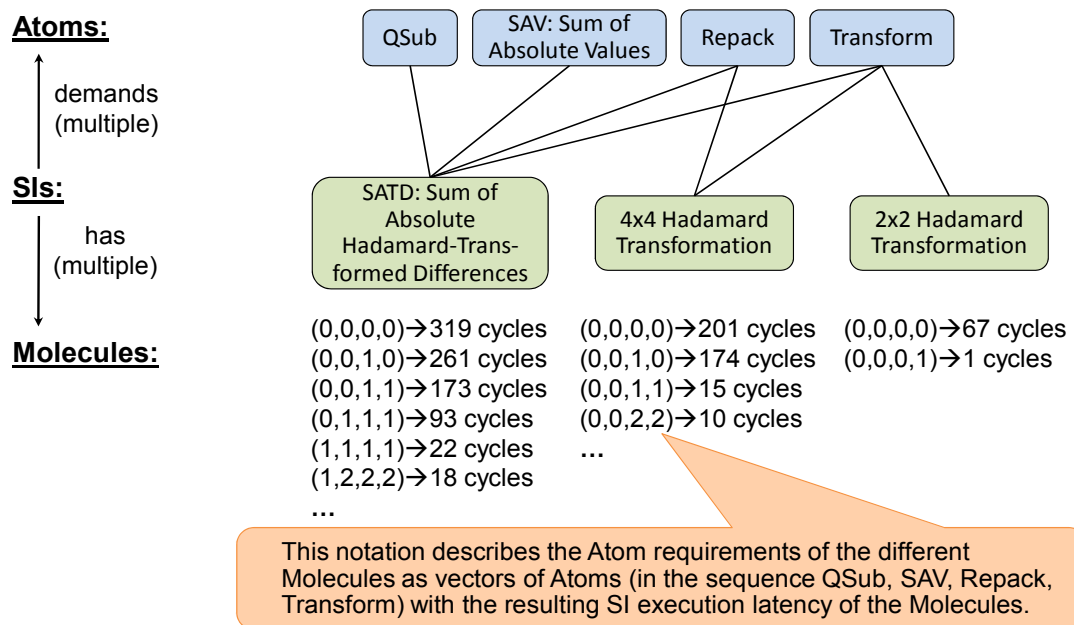 Atoms:
QSub
SAV: Sum of
Absolute Values
Repack
Transform
demands
(multiple)
SIs:
has
(multiple)
Molecules:
SATD: Sum of
Absolute
Hadamard-Trans-
formed Differences
4x4 Hadamard
Transformation
2x2 Hadamard
Transformation
(0,0,0,0)→319 cycles
(0,0,1,0)→261 cycles
(0,0,1,1)→173 cycles
(0,1,1,1)→93 cycles
(1,1,1,1)→22 cycles
(1,2,2,2)→18 cycles
...
(0,0,0,0)→201 cycles
(0,0,1,0)→174 cycles
(0,0,1,1)→15 cycles
(0,0,2,2)→10 cycles
...
(0,0,0,0)→67 cycles
(0,0,0,1)→1 cycles
This notation describes the Atom requirements of the different
Molecules as vectors of Atoms (in the sequence QSub, SAV, Repack,
Transform) with the resulting SI execution latency of the Molecules.